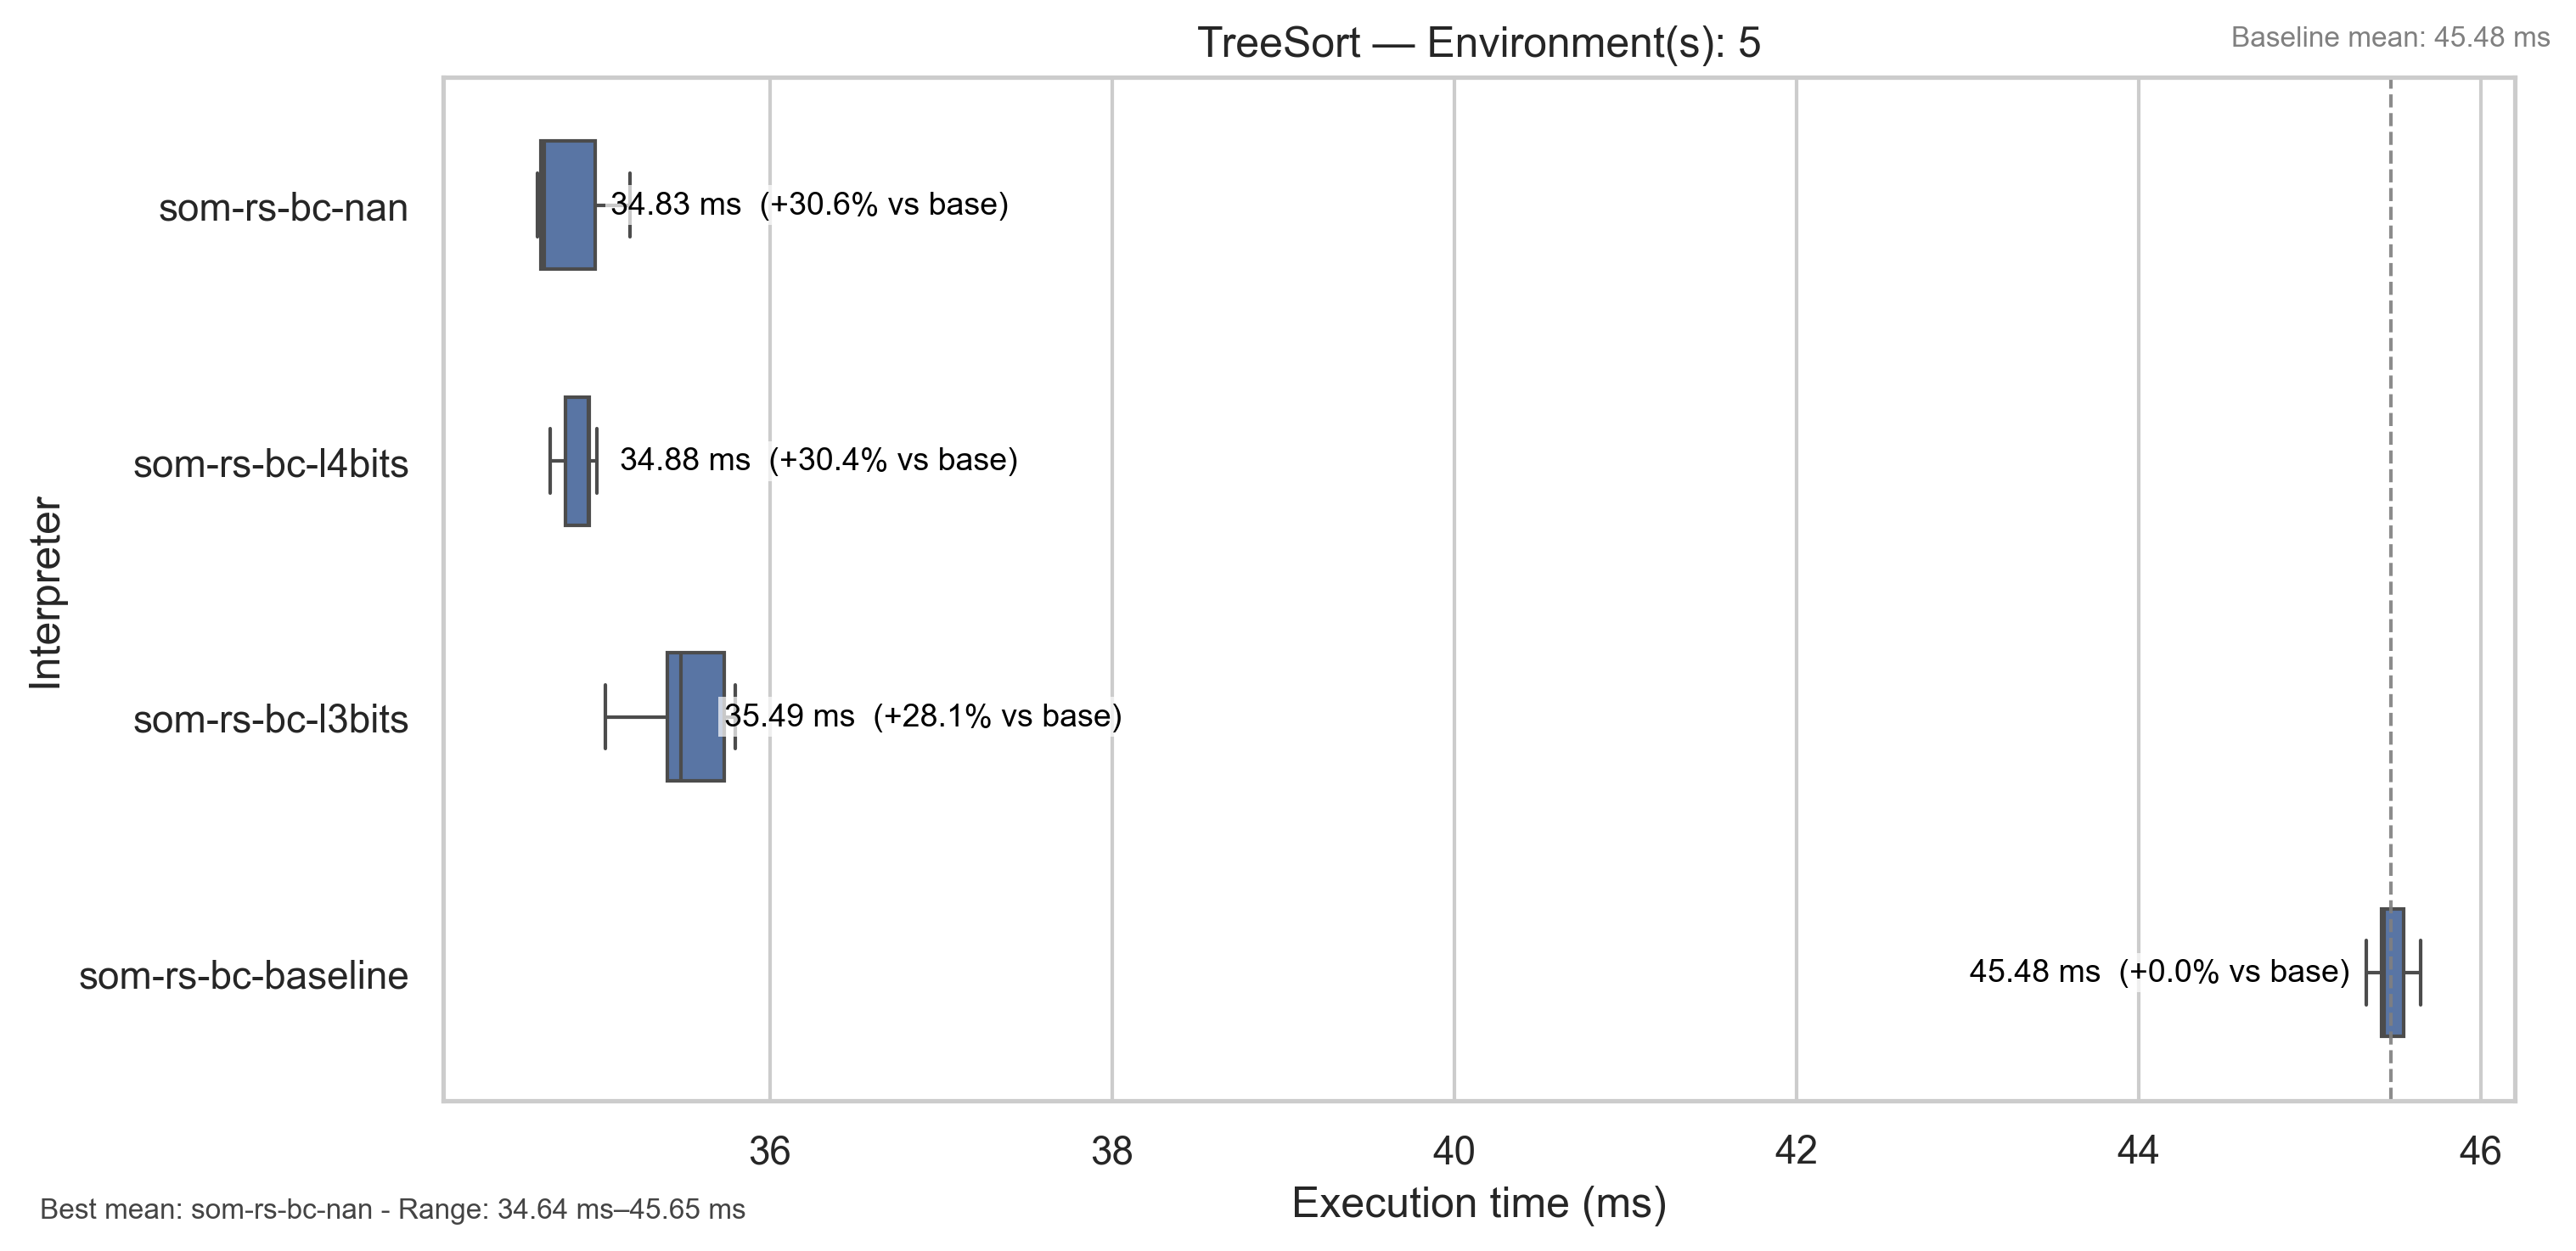 TreeSort — Environment(s): 5
Baseline mean: 45.48 ms
som-rs-bc-nan
34.83 ms (+30.6% vs base)
som-rs-bc-l4bits
34.88 ms (+30.4% vs base)
som-rs-bc-l3bits
35.49 ms (+28.1% vs base)
som-rs-bc-baseline
45.48 ms (+0.0% vs base)
Interpreter
36 38 40 42 44 46
Execution time (ms)
Best mean: som-rs-bc-nan - Range: 34.64 ms–45.65 ms